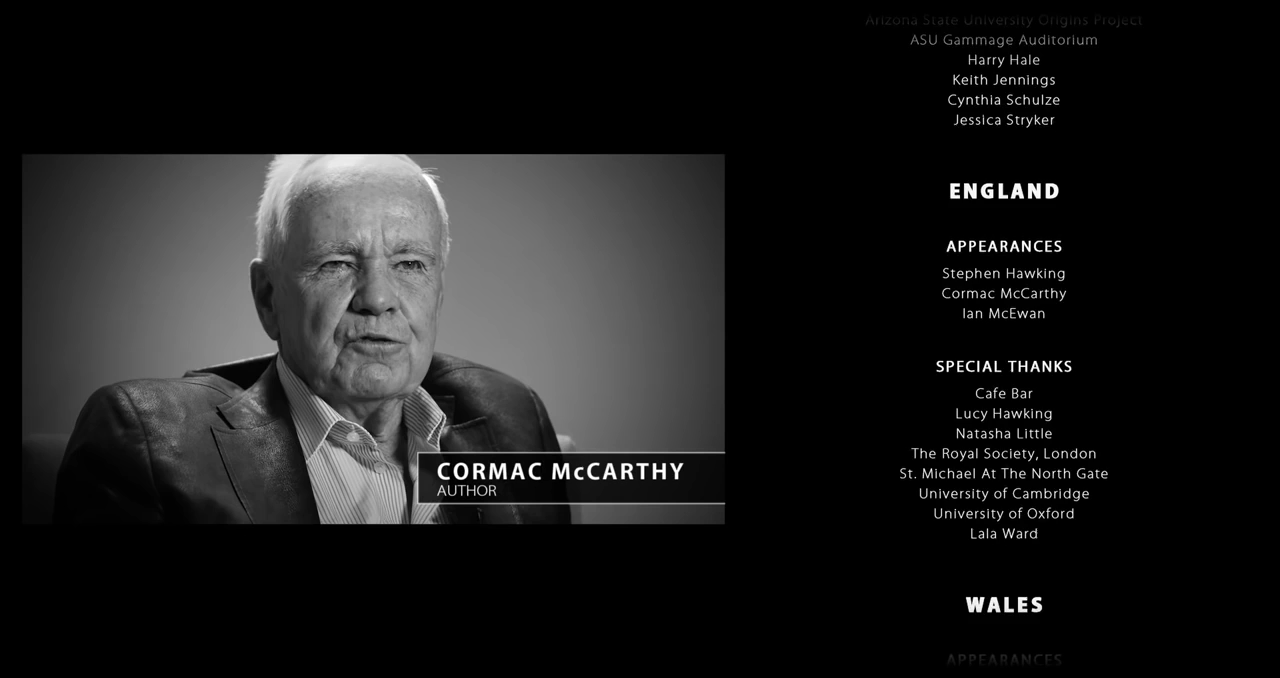 CORMAC McCARTHY
AUTHOR
Arizona State University Origins Project
ASU Gammage Auditorium
Harry Hale
Keith Jennings
Cynthia Schulze
Jessica Stryker
ENGLAND
APPEARANCES
Stephen Hawking
Cormac McCarthy
Ian McEwan
SPECIAL THANKS
Cafe Bar
Lucy Hawking
Natasha Little
The Royal Society, London
St. Michael At The North Gate
University of Cambridge
University of Oxford
Lala Ward
WALES
APPEARANCES